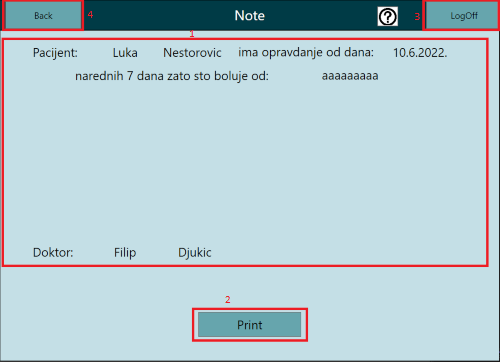 Back 4 Note ? 3 LogOff
1
Pacijent: Luka Nestorovic ima opravdanje od dana: 10.6.2022.
narednih 7 dana zato sto boluje od: aaaaaaaaa
Doktor: Filip Djukic
2
Print